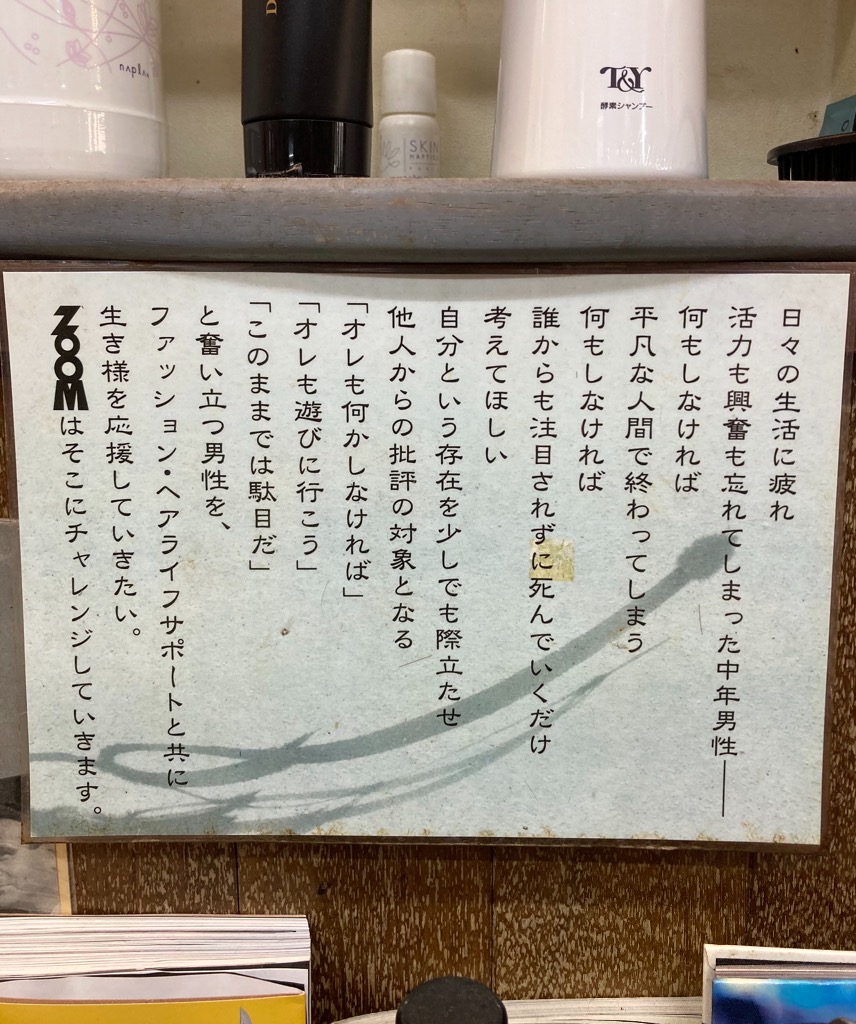 napla
T&Y
酵素シャンプー
SKIN
日々の生活に疲れ
活力も興奮も忘れてしまった中年男性――
何もしなければ
平凡な人間で終わってしまう
何もしなければ
誰からも注目されずに死んでいくだけ
考えてほしい
自分という存在を少しでも際立たせ
他人からの批評の対象となる
「オレも何かしなければ」
「オレも遊びに行こう」
「このままでは駄目だ」
と奮い立つ男性を、
ファッション・ヘアライフサポートと共に
生き様を応援していきたい。
ZOOMはそこにチャレンジしていきます。